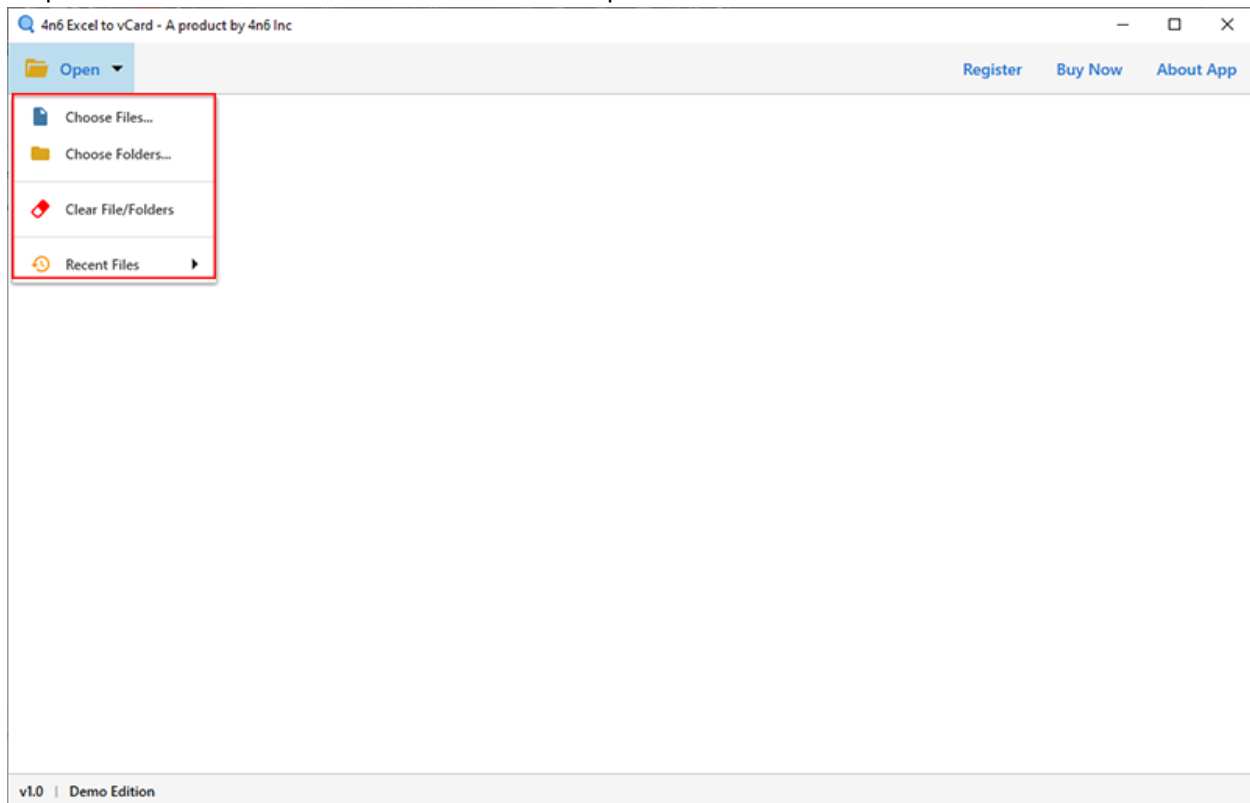 4n6 Excel to vCard - A product by 4n6 Inc
Open Register Buy Now About App
Choose Files...
Choose Folders...
Clear File/Folders
Recent Files
v1.0 | Demo Edition